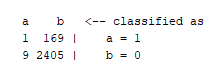 a b <-- classified as
1 169 | a = 1
9 2405 | b = 0